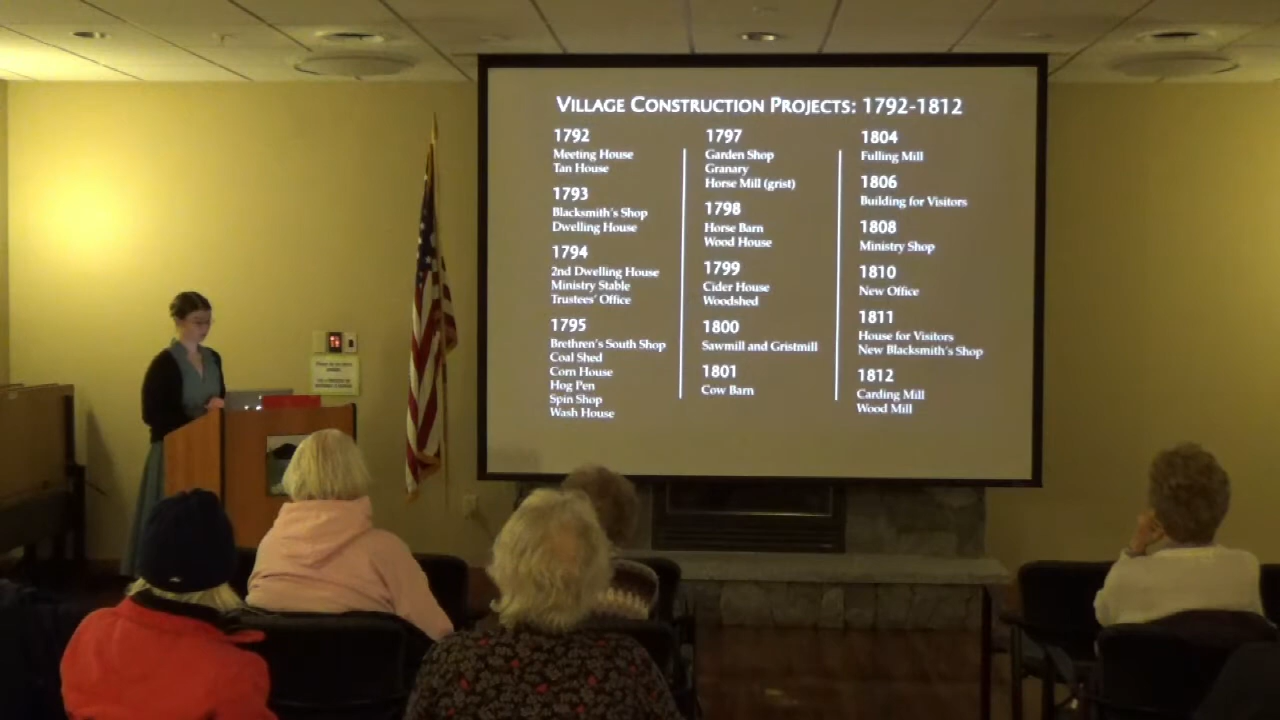 VILLAGE CONSTRUCTION PROJECTS: 1792-1812
1792
Meeting House
Tan House
1793
Blacksmith's Shop
Dwelling House
1794
2nd Dwelling House
Ministry Stable
Trustees' Office
1795
Brethren's South Shop
Coal Shed
Corn House
Hog Pen
Spin Shop
Wash House
1797
Garden Shop
Granary
Horse Mill (grist)
1798
Horse Barn
Wood House
1799
Cider House
Woodshed
1800
Sawmill and Gristmill
1801
Cow Barn
1804
Fulling Mill
1806
Building for Visitors
1808
Ministry Shop
1810
New Office
1811
House for Visitors
New Blacksmith's Shop
1812
Carding Mill
Wood Mill